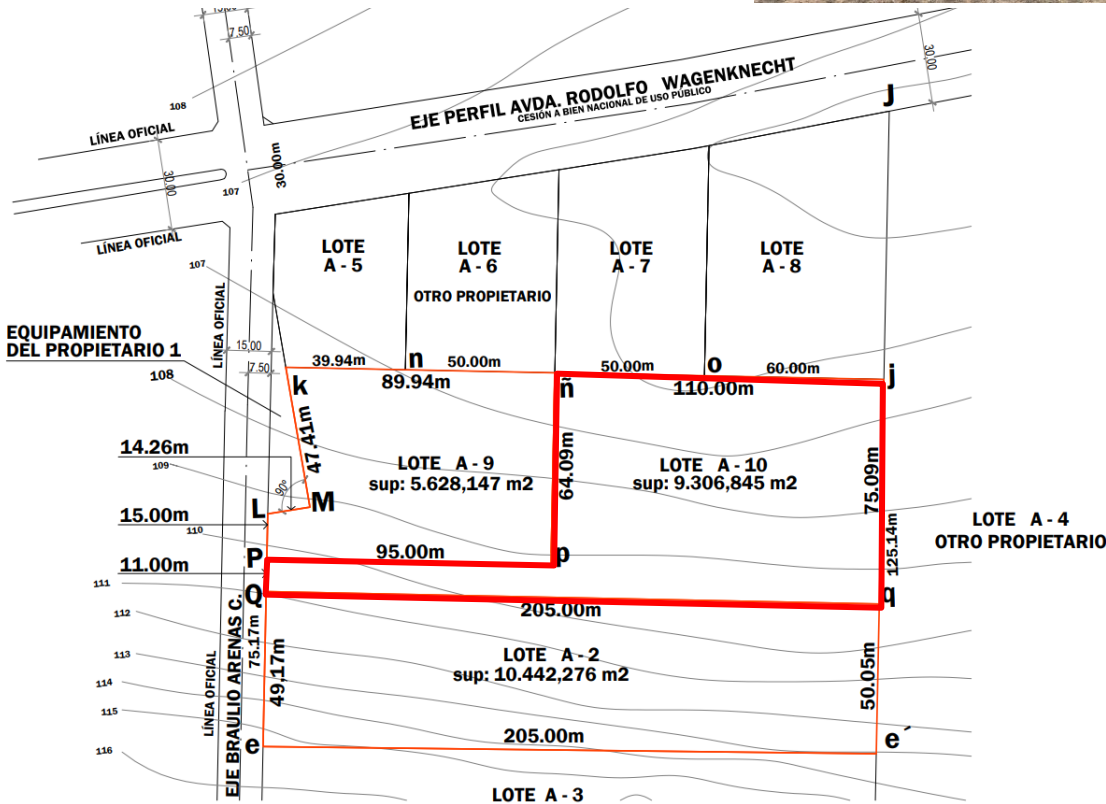 15.00
7.50
108
LÍNEA OFICIAL
30.00
107
30.00m
EJE PERFIL AVDA. RODOLFO WAGENKNECHT
CESIÓN A BIEN NACIONAL DE USO PÚBLICO
30.00
J
LÍNEA OFICIAL
107
LOTE
A - 5
LOTE
A - 6
LOTE
A - 7
LOTE
A - 8
OTRO PROPIETARIO
LÍNEA OFICIAL
EQUIPAMIENTO
DEL PROPIETARIO 1
15.00
7.50
39.94m
n
50.00m
50.00m
o
60.00m
108
k
89.94m
ñ
110.00m
j
47.41m
14.26m
109
90º
LOTE A - 9
sup: 5.628,147 m2
64.09m
LOTE A - 10
sup: 9.306,845 m2
75.09m
L
M
15.00m
110
LOTE A - 4
OTRO PROPIETARIO
125.14m
P
95.00m
p
11.00m
111
Q
205.00m
q
112
75.17m
49,17m
LOTE A - 2
sup: 10.442,276 m2
50.05m
113
114
115
116
LÍNEA OFICIAL
EJE BRAULIO ARENAS C.
e
205.00m
e´
LOTE A - 3